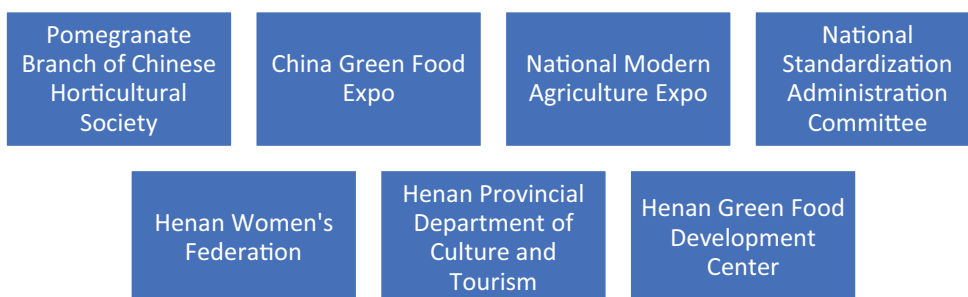 Pomegranate
Branch of Chinese
Horticultural
Society
China Green Food
Expo
National Modern
Agriculture Expo
National
Standardization
Administration
Committee
Henan Women's
Federation
Henan Provincial
Department of
Culture and
Tourism
Henan Green Food
Development
Center